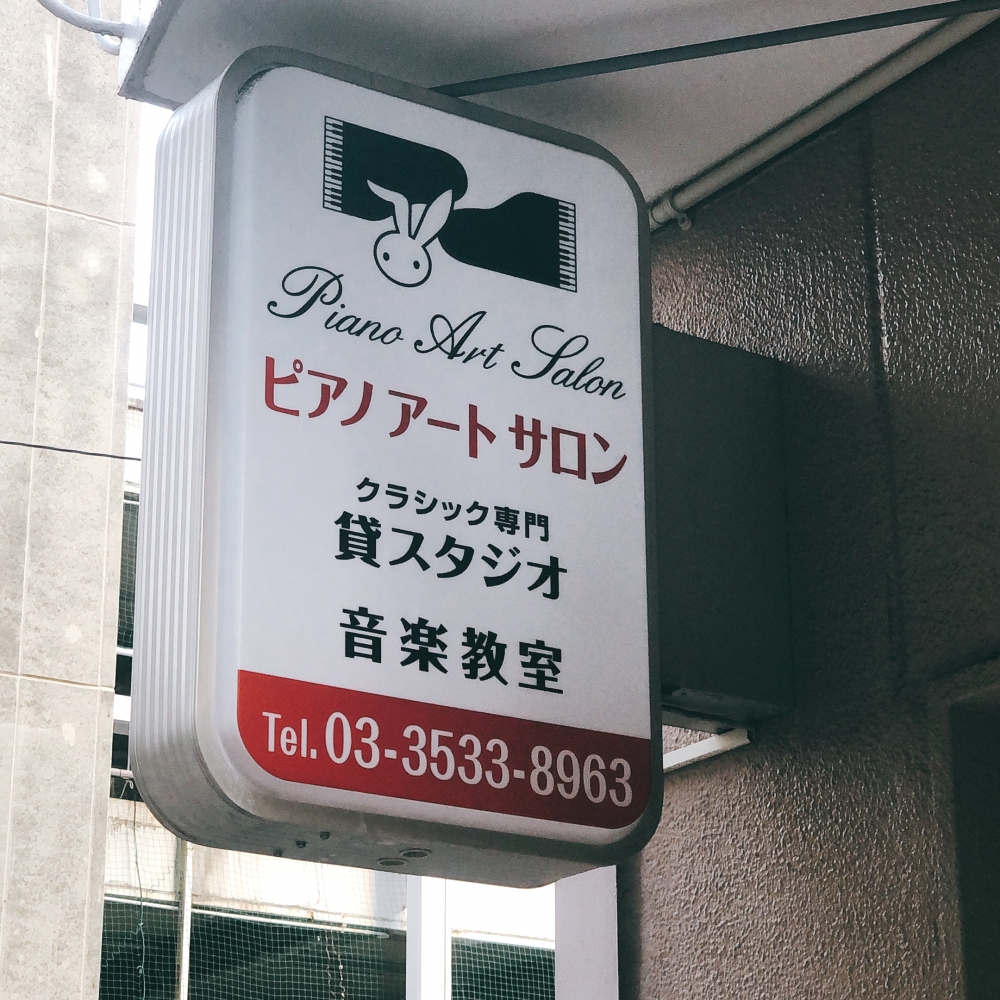 Piano Art Salon
ピアノ アート サロン
クラシック専門
貸スタジオ
音楽教室
Tel. 03-3533-8963